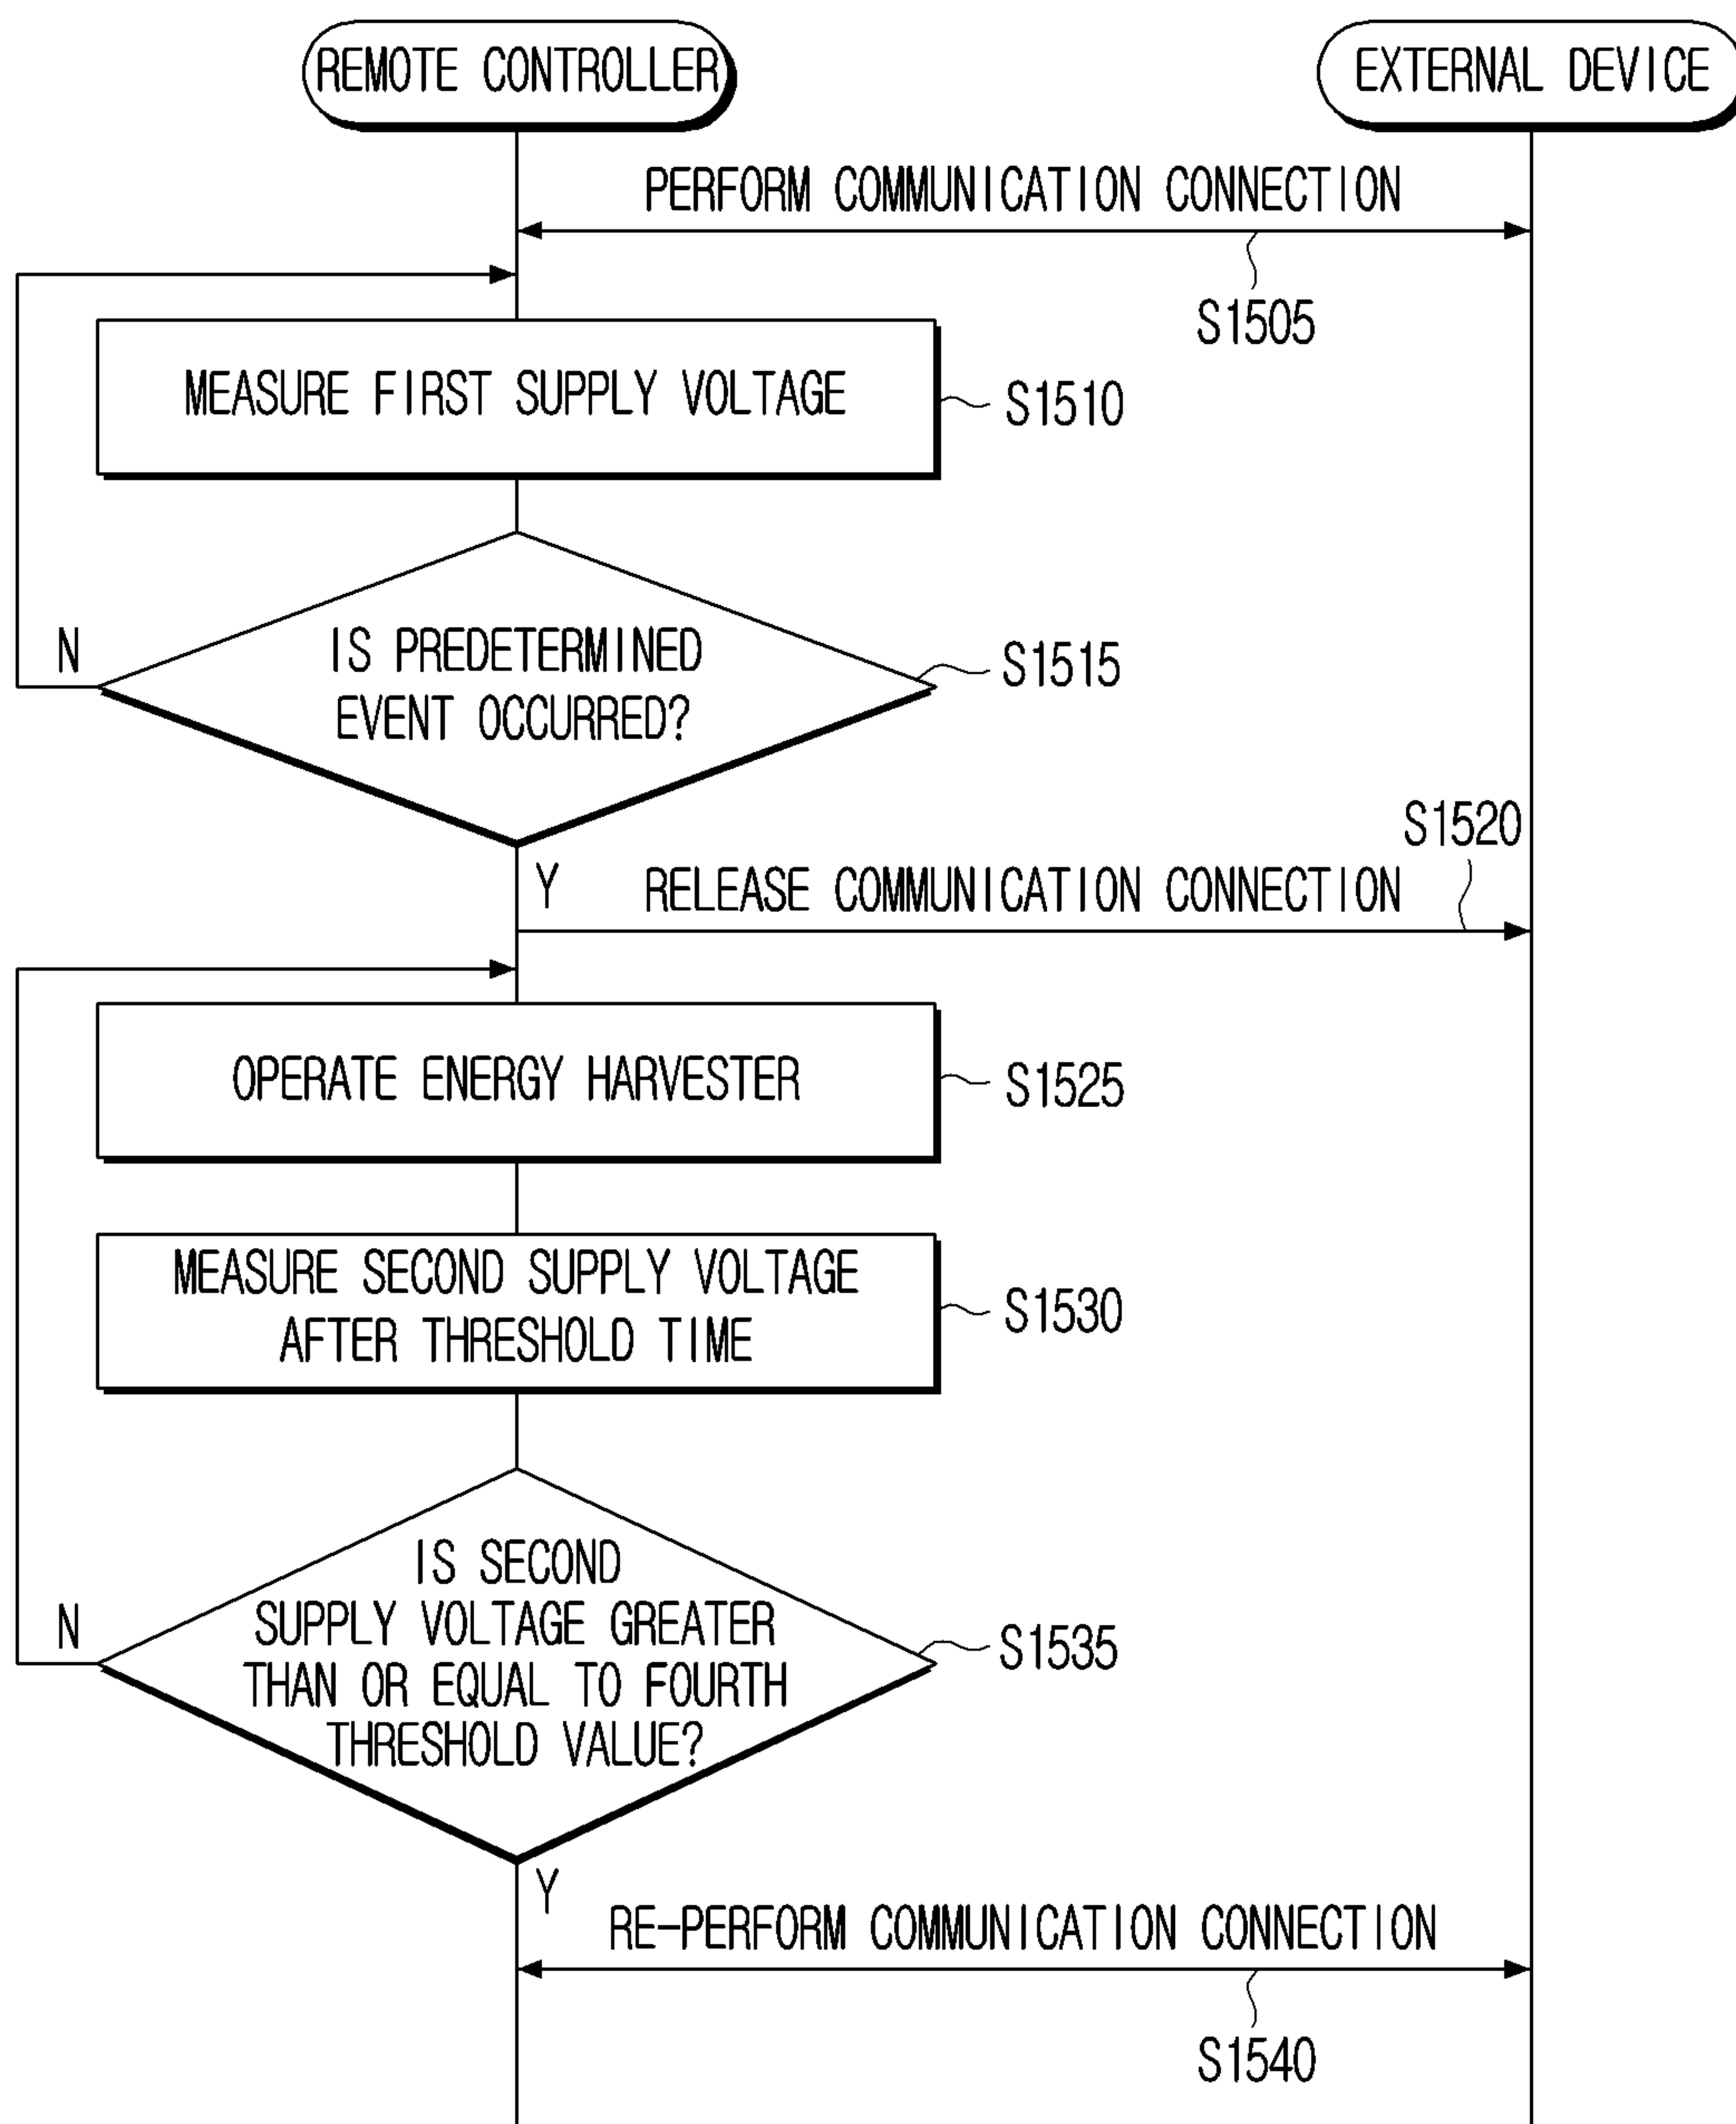 REMOTE CONTROLLER
EXTERNAL DEVICE
PERFORM COMMUNICATION CONNECTION
S1505
MEASURE FIRST SUPPLY VOLTAGE
S1510
IS PREDETERMINED
EVENT OCCURRED?
N
S1515
S1520
Y
RELEASE COMMUNICATION CONNECTION
OPERATE ENERGY HARVESTER
S1525
MEASURE SECOND SUPPLY VOLTAGE
AFTER THRESHOLD TIME
S1530
IS SECOND
SUPPLY VOLTAGE GREATER
THAN OR EQUAL TO FOURTH
THRESHOLD VALUE?
N
S1535
Y
RE-PERFORM COMMUNICATION CONNECTION
S1540